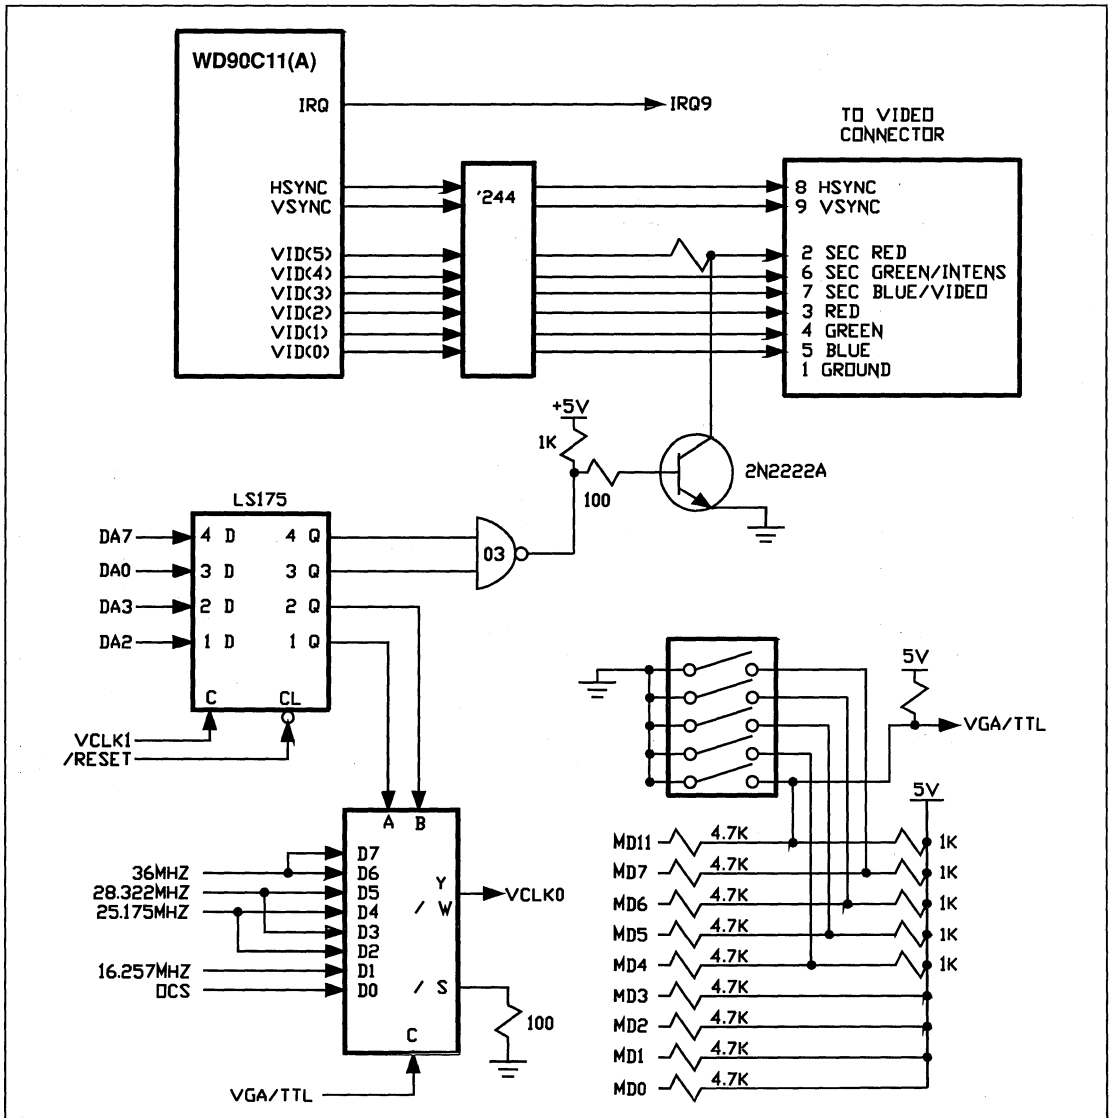 WD90C11(A)
IRQ
IRQ9
TO VIDEO
CONNECTOR
HSYNC
VSYNC
'244
8 HSYNC
9 VSYNC
VID(5)
VID(4)
VID(3)
VID(2)
VID(1)
VID(0)
2 SEC RED
6 SEC GREEN/INTENS
7 SEC BLUE/VIDEO
3 RED
4 GREEN
5 BLUE
1 GROUND
+5V
1K
100
2N2222A
LS175
DA7
4 D
4 Q
DA0
3 D
3 Q
DA3
2 D
2 Q
DA2
1 D
1 Q
03
C
CL
VCLK1
/RESET
5V
VGA/TTL
5V
A B
D7
36MHZ
D6
28.322MHZ
D5
25.175MHZ
D4
D3
D2
16.257MHZ
D1
OCS
D0
Y
/ W
VCLK0
/ S
100
C
VGA/TTL
MD11 4.7K 1K
MD7 4.7K 1K
MD6 4.7K 1K
MD5 4.7K 1K
MD4 4.7K 1K
MD3 4.7K
MD2 4.7K
MD1 4.7K
MD0 4.7K